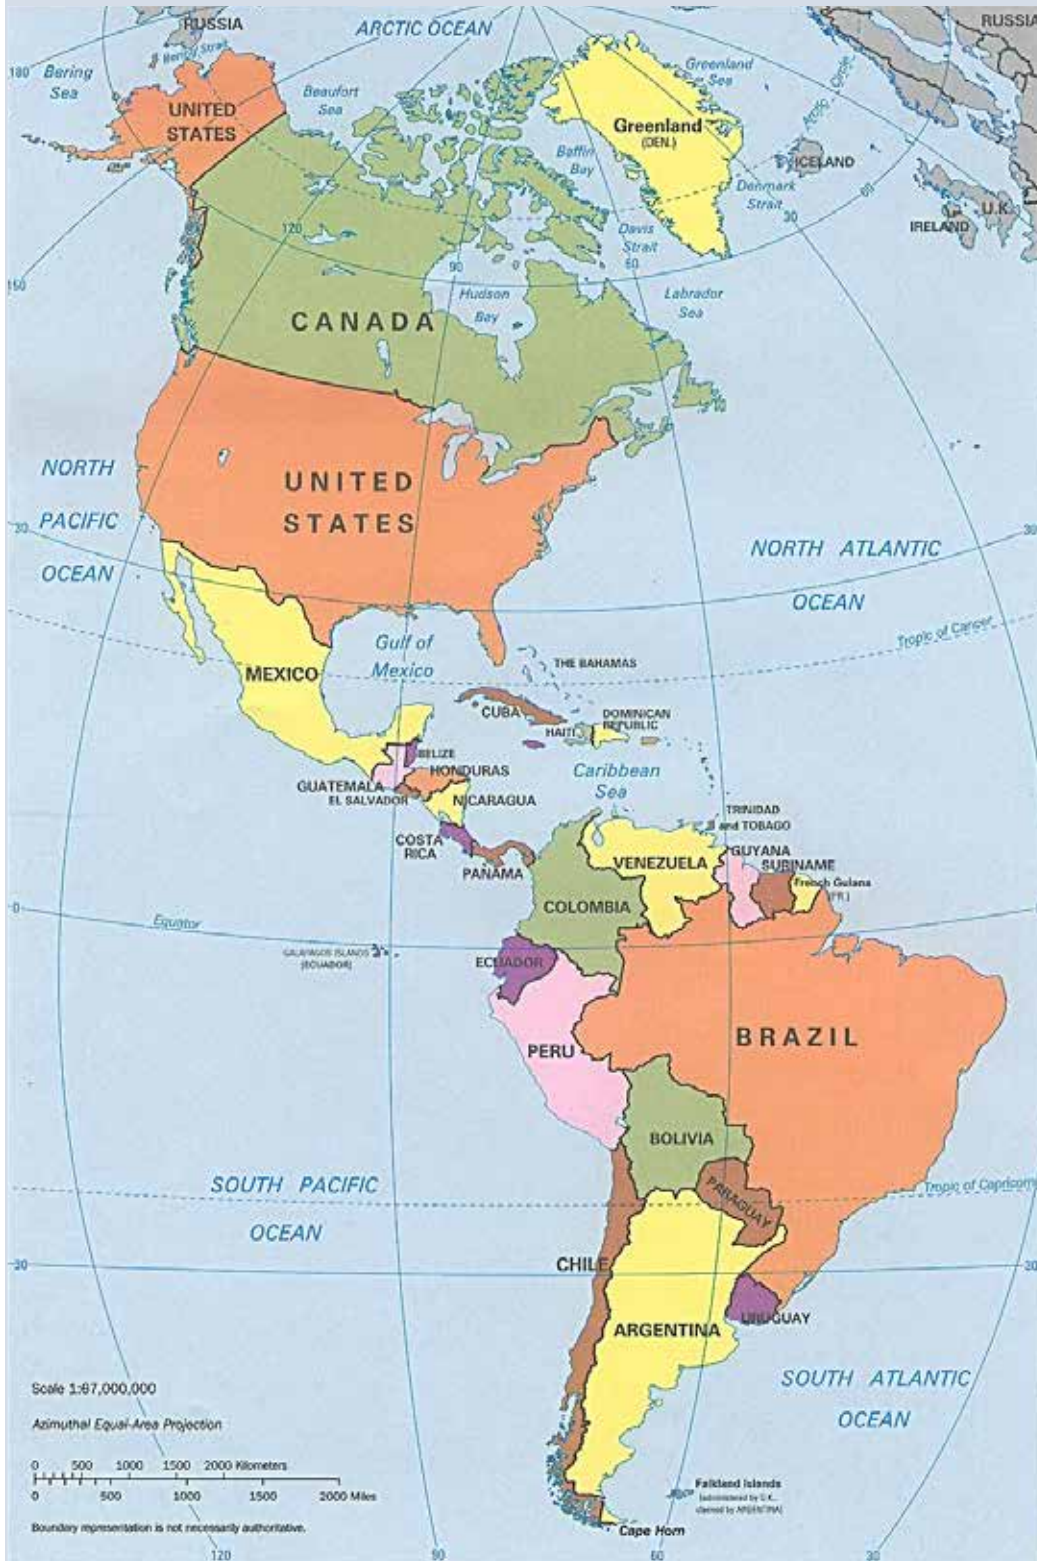 RUSSIA
ARCTIC OCEAN
RUSSIA
Bering Strait
180
Bering
Sea
Beaufort
Sea
Greenland
Sea
UNITED
STATES
Greenland
(DEN.)
Arctic Circle
Baffin
Bay
ICELAND
Denmark
Strait
60
U.K.
IRELAND
120
Davis
Strait
30
90
60
150
Hudson
Bay
Labrador
Sea
CANADA
NORTH
PACIFIC
OCEAN
UNITED
STATES
30
30
NORTH ATLANTIC
OCEAN
Tropic of Cancer
Gulf of
Mexico
MEXICO
THE BAHAMAS
CUBA
HAITI
DOMINICAN
REPUBLIC
BELIZE
Caribbean
Sea
GUATEMALA
HONDURAS
EL SALVADOR
NICARAGUA
TRINIDAD
and TOBAGO
COSTA
RICA
PANAMA
VENEZUELA
GUYANA
SURINAME
French Guiana
(FR.)
COLOMBIA
0
Equator
0
GALAPAGOS ISLANDS
(ECUADOR)
ECUADOR
PERU
BRAZIL
BOLIVIA
SOUTH PACIFIC
OCEAN
PARAGUAY
Tropic of Capricorn
30
CHILE
30
URUGUAY
ARGENTINA
SOUTH ATLANTIC
OCEAN
Scale 1:67,000,000
Azimuthal Equal-Area Projection
0 500 1000 1500 2000 Kilometers
0 500 1000 1500 2000 Miles
Falkland Islands
(administered by U.K.,
claimed by ARGENTINA)
Boundary representation is not necessarily authoritative.
Cape Horn
120
90
60
30